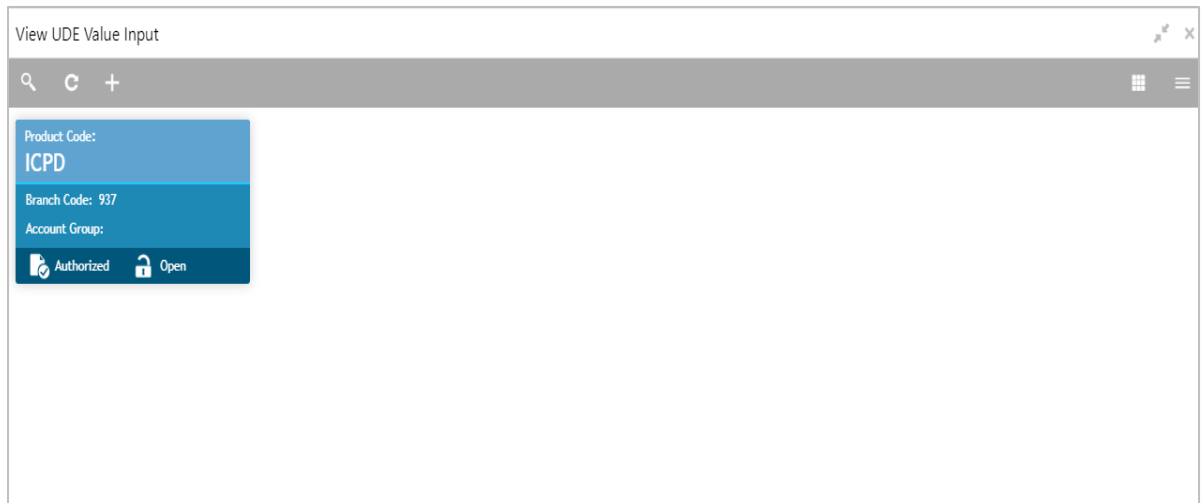 View UDE Value Input
Product Code:
ICPD
Branch Code: 937
Account Group:
Authorized Open